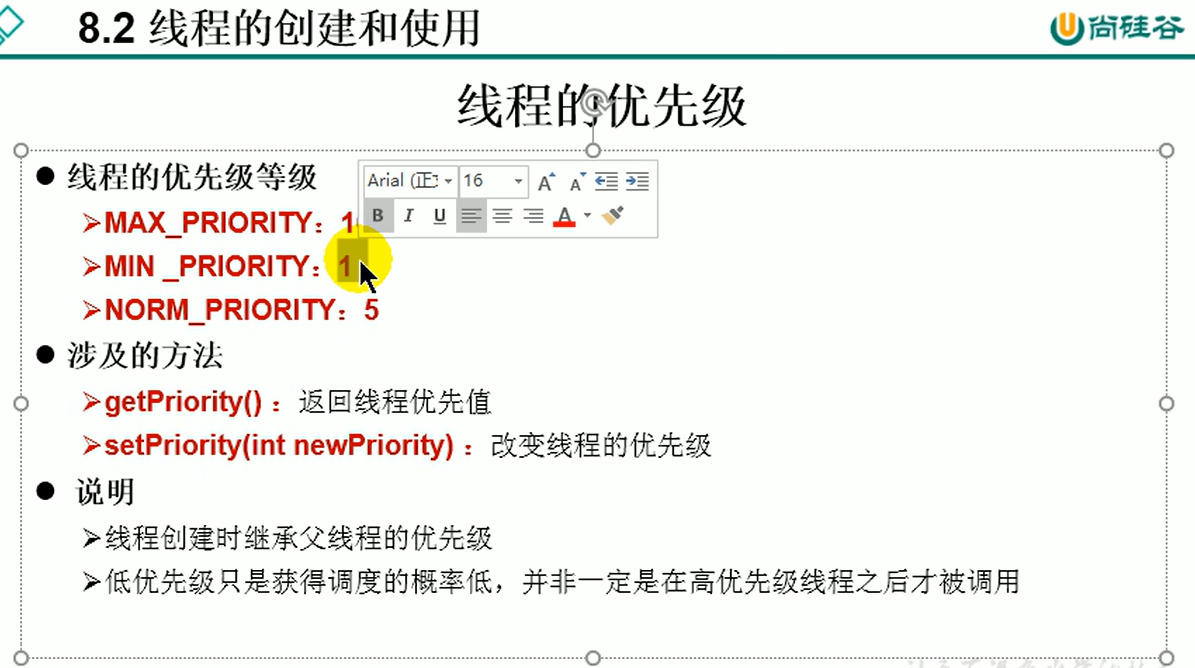 8.2 线程的创建和使用
尚硅谷
线程的优先级
● 线程的优先级等级
Arial (正文 16
➢MAX_PRIORITY：1
B I U A
➢MIN _PRIORITY：1
➢NORM_PRIORITY：5
● 涉及的方法
➢getPriority() ：返回线程优先值
➢setPriority(int newPriority) ：改变线程的优先级
● 说明
➢线程创建时继承父线程的优先级
➢低优先级只是获得调度的概率低，并非一定是在高优先级线程之后才被调用